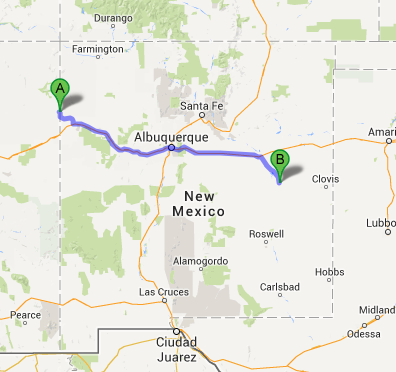 Durango
Farmington
A
Santa Fe
Albuquerque
Amari
B
Clovis
New
Mexico
Lubbo
Roswell
Alamogordo
Hobbs
Las Cruces
Carlsbad
Pearce
Midland
Odessa
Ciudad
Juarez